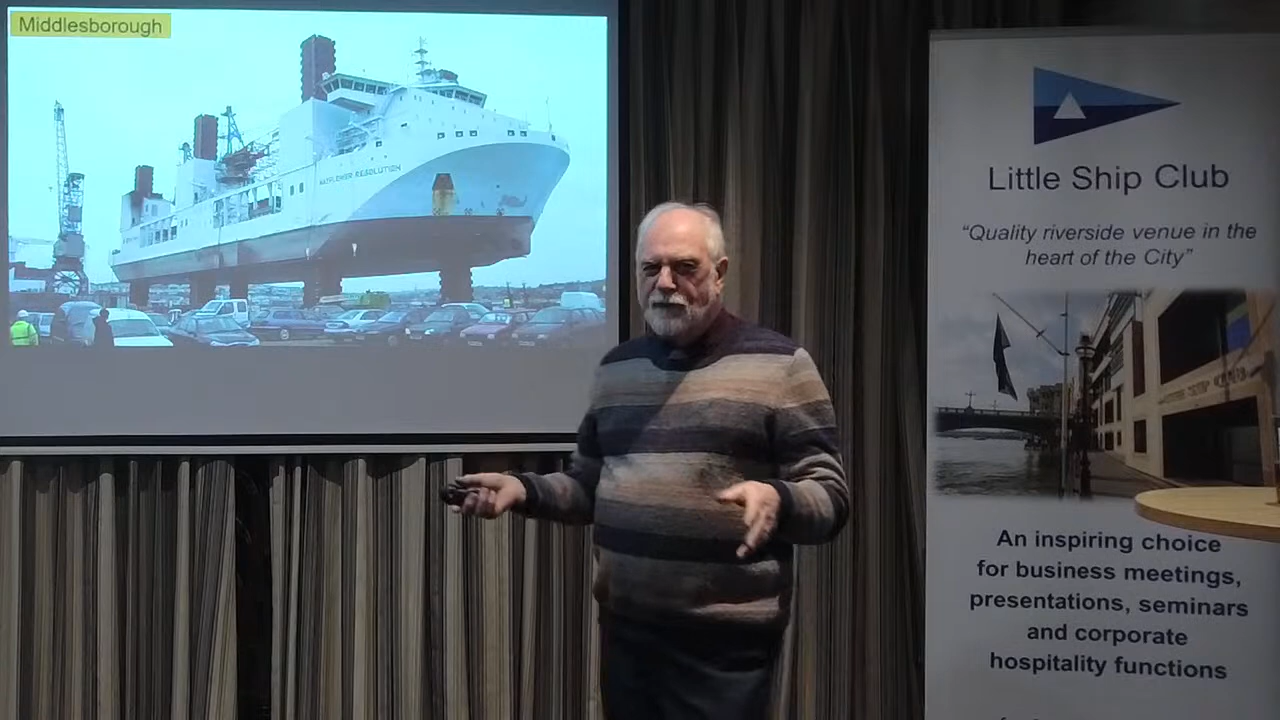 Middlesborough
MAYFLOWER RESOLUTION
Little Ship Club
“Quality riverside venue in the
heart of the City”
An inspiring choice
for business meetings,
presentations, seminars
and corporate
hospitality functions